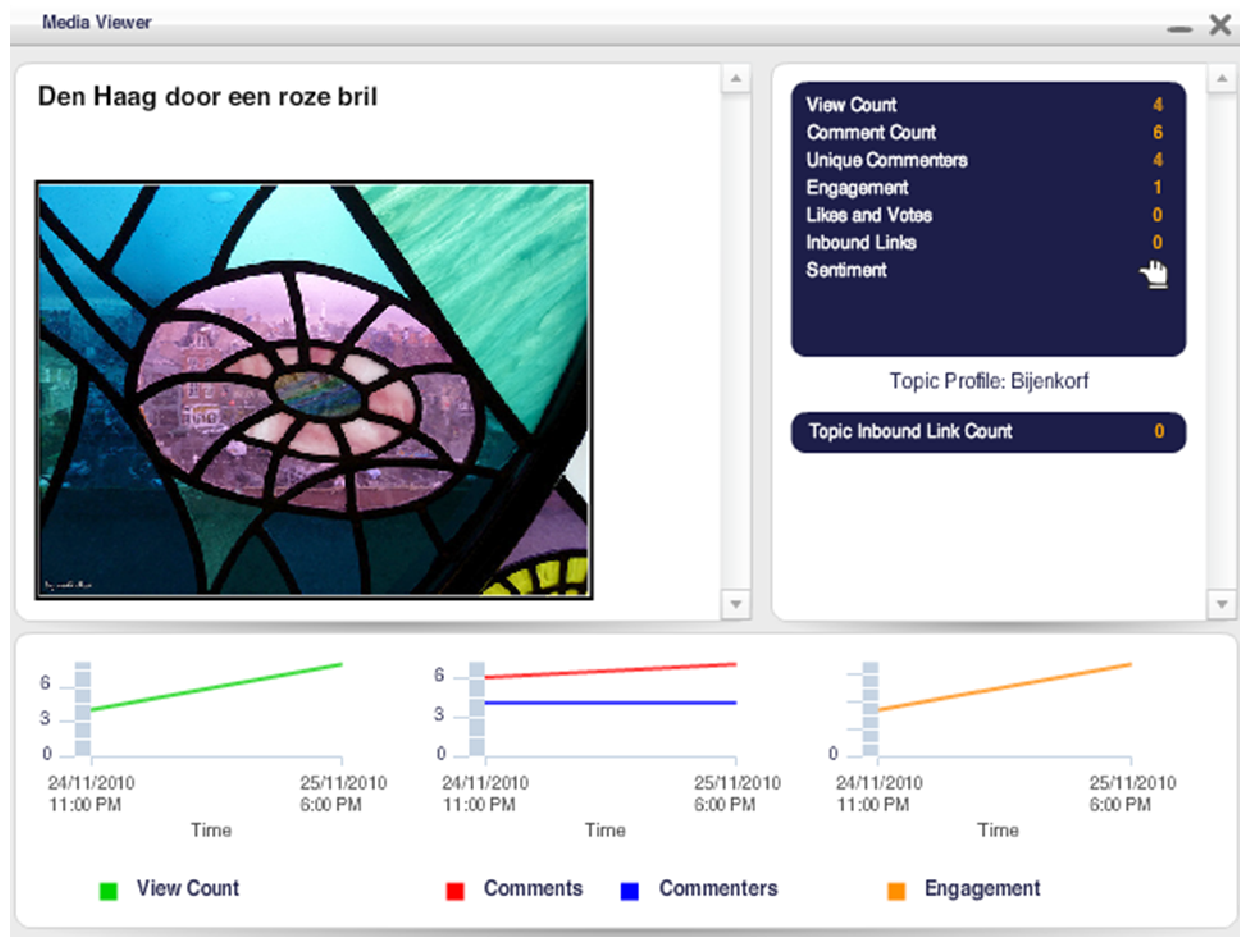 Media Viewer
Den Haag door een roze bril
View Count 4
Comment Count 6
Unique Commenters 4
Engagement 1
Likes and Votes 0
Inbound Links 0
Sentiment
Topic Profile: Bijenkorf
Topic Inbound Link Count 0
6
3
0
24/11/2010 25/11/2010
11:00 PM 6:00 PM
Time
View Count
6
3
0
24/11/2010 25/11/2010
11:00 PM 6:00 PM
Time
Comments Commenters
0
24/11/2010 25/11/2010
11:00 PM 6:00 PM
Time
Engagement